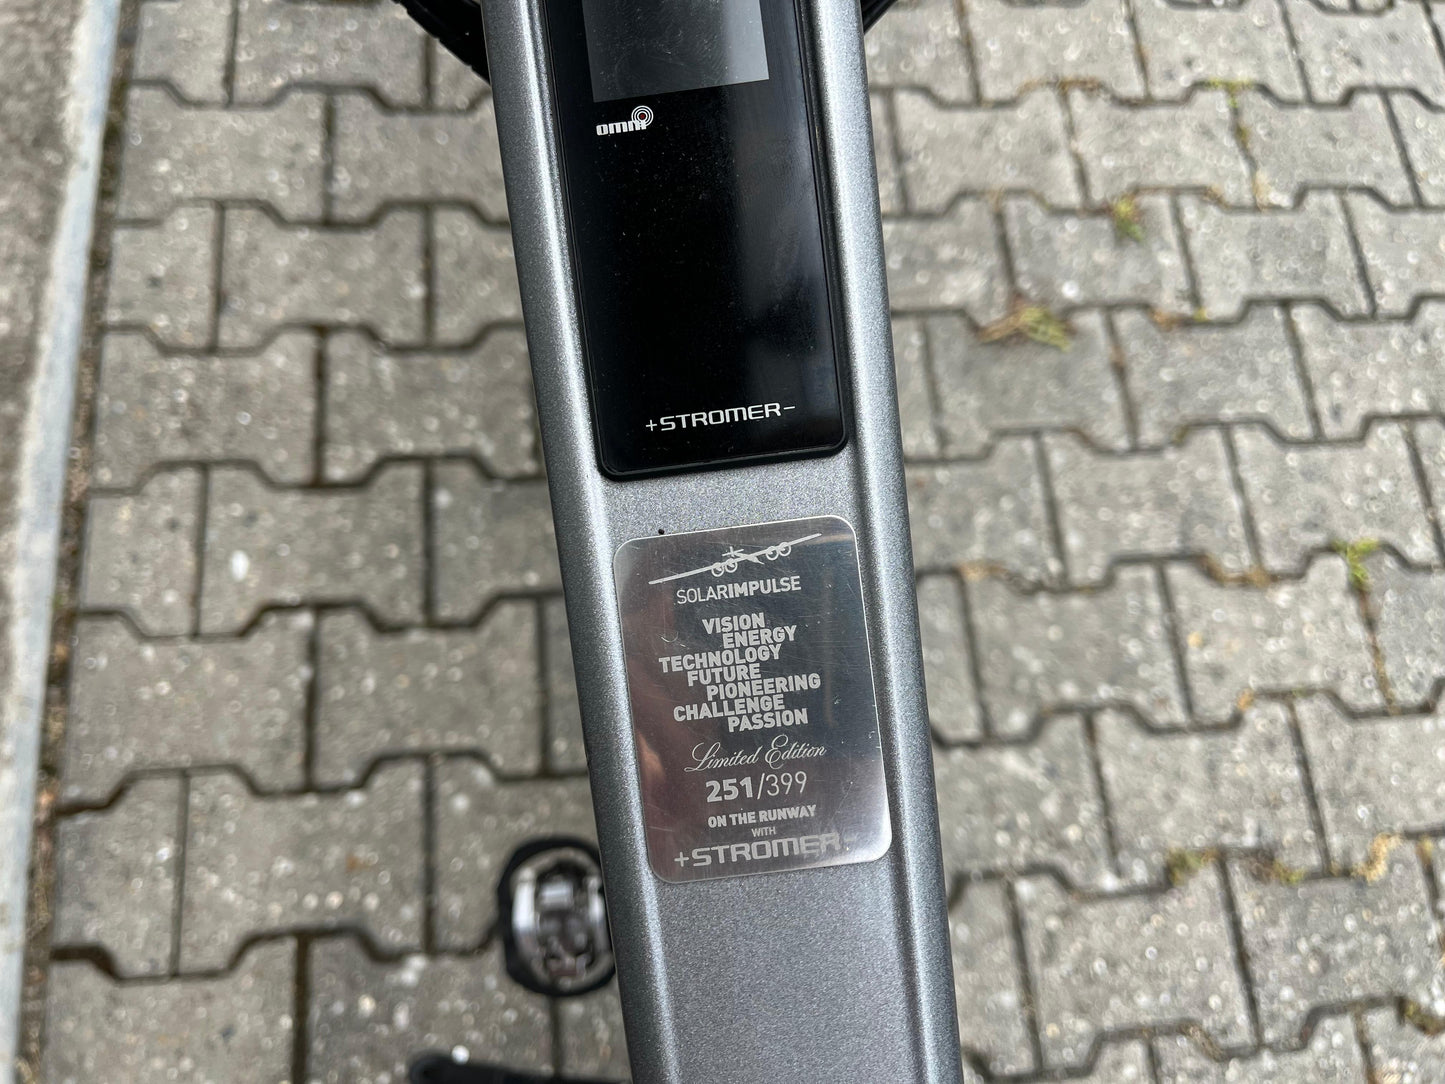 omni
+STROMER-
SOLARIMPULSE
VISION
ENERGY
TECHNOLOGY
FUTURE
PIONEERING
CHALLENGE
PASSION
Limited Edition
251/399
ON THE RUNWAY
WITH
+STROMER-